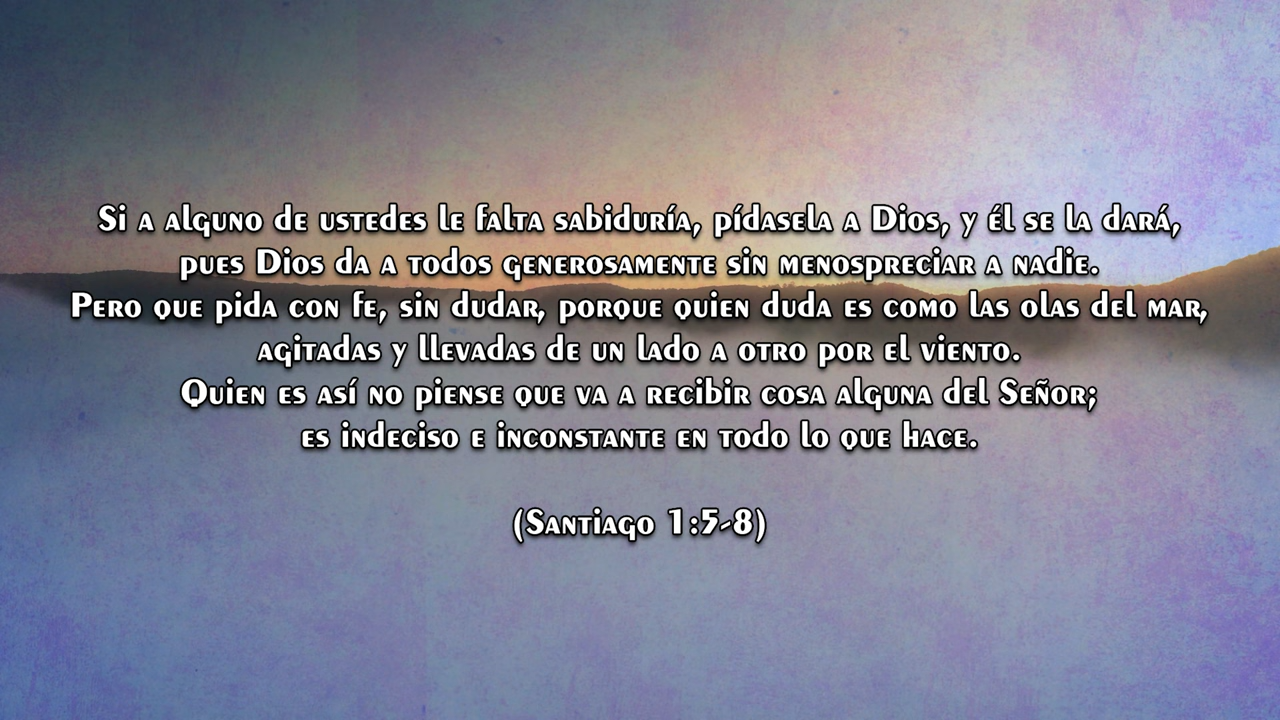 Si a alguno de ustedes le falta sabiduría, pídasela a Dios, y él se la dará,
pues Dios da a todos generosamente sin menospreciar a nadie.
Pero que pida con fe, sin dudar, porque quien duda es como las olas del mar,
agitadas y llevadas de un lado a otro por el viento.
Quien es así no piense que va a recibir cosa alguna del Señor;
es indeciso e inconstante en todo lo que hace.
(Santiago 1:5-8)